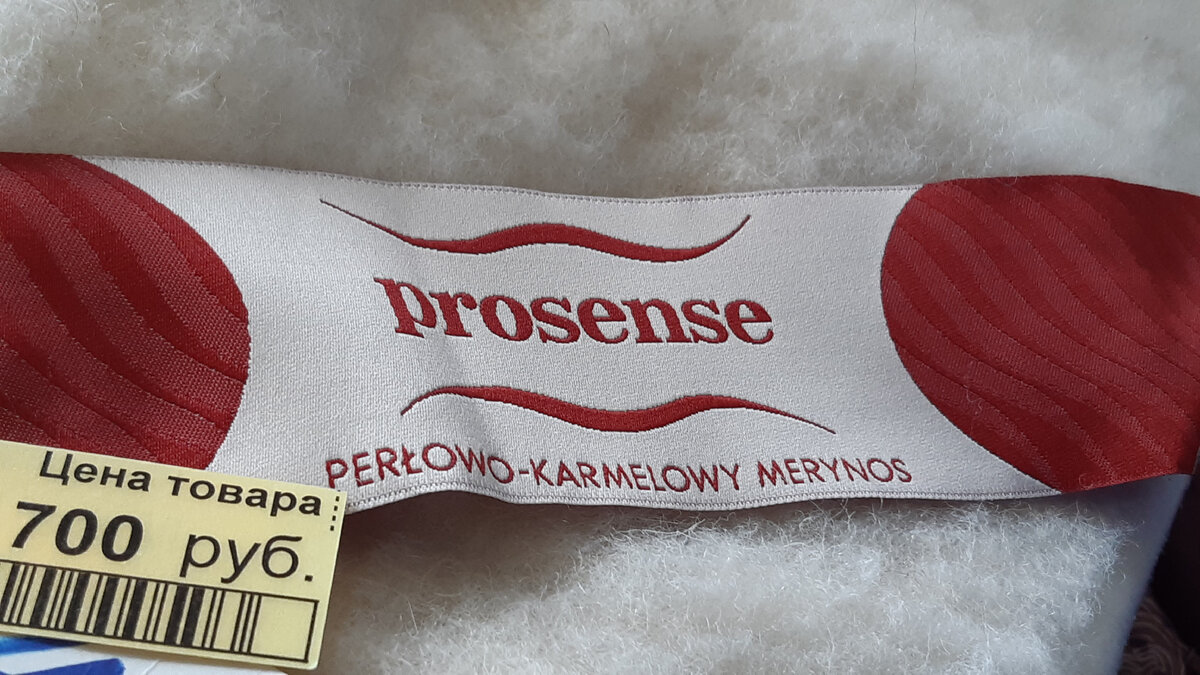 prosense
PERŁOWO-KARMELOWY MERYNOS
Цена товара
700 руб.